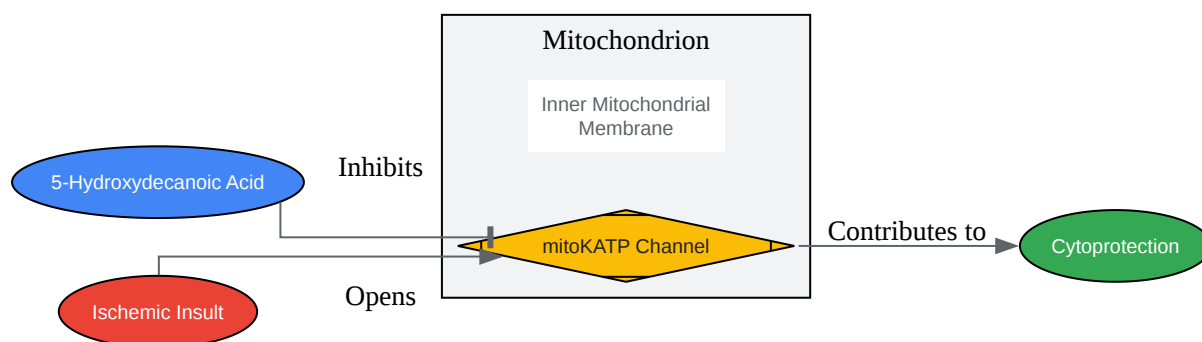 Mitochondrion
Inner Mitochondrial
Membrane
Inhibits
5-Hydroxydecanoic Acid
Contributes to
mitoKATP Channel
Cytoprotection
Opens
Ischemic Insult